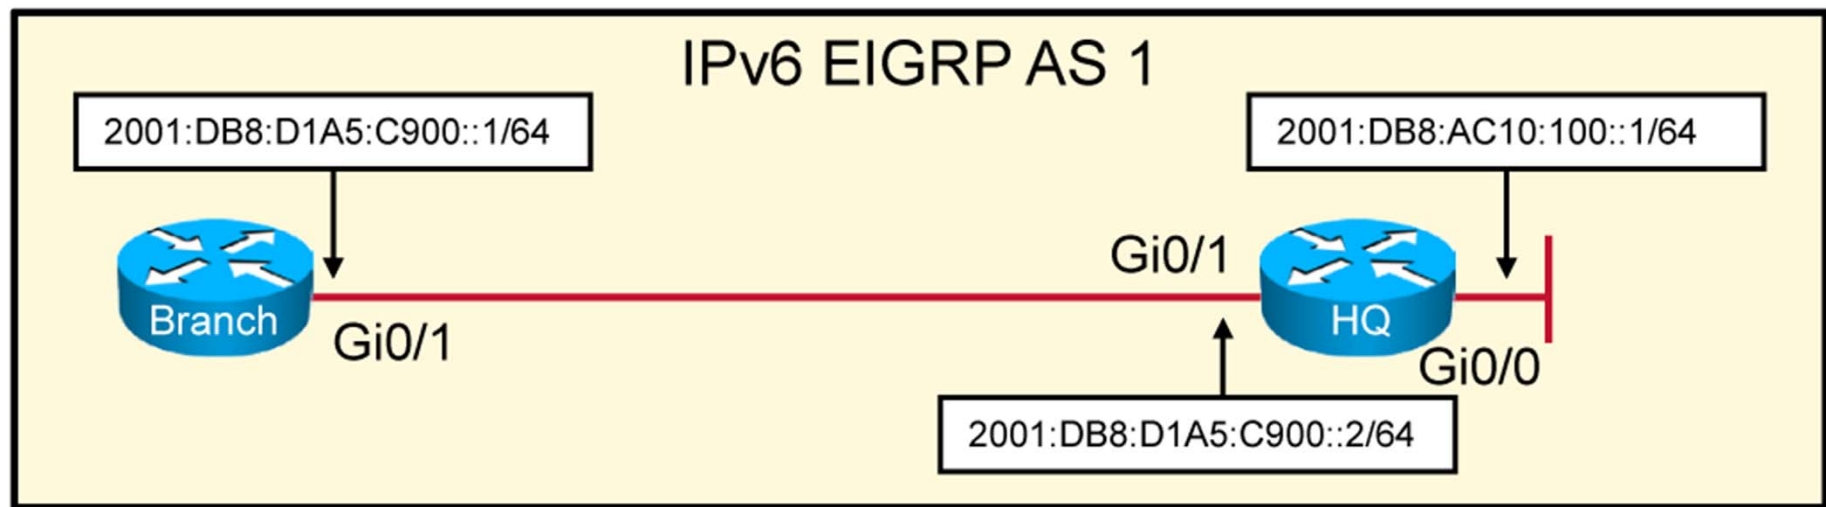 IPv6 EIGRP AS 1
2001:DB8:D1A5:C900::1/64
2001:DB8:AC10:100::1/64
Branch
Gi0/1
Gi0/1
HQ
Gi0/0
2001:DB8:D1A5:C900::2/64